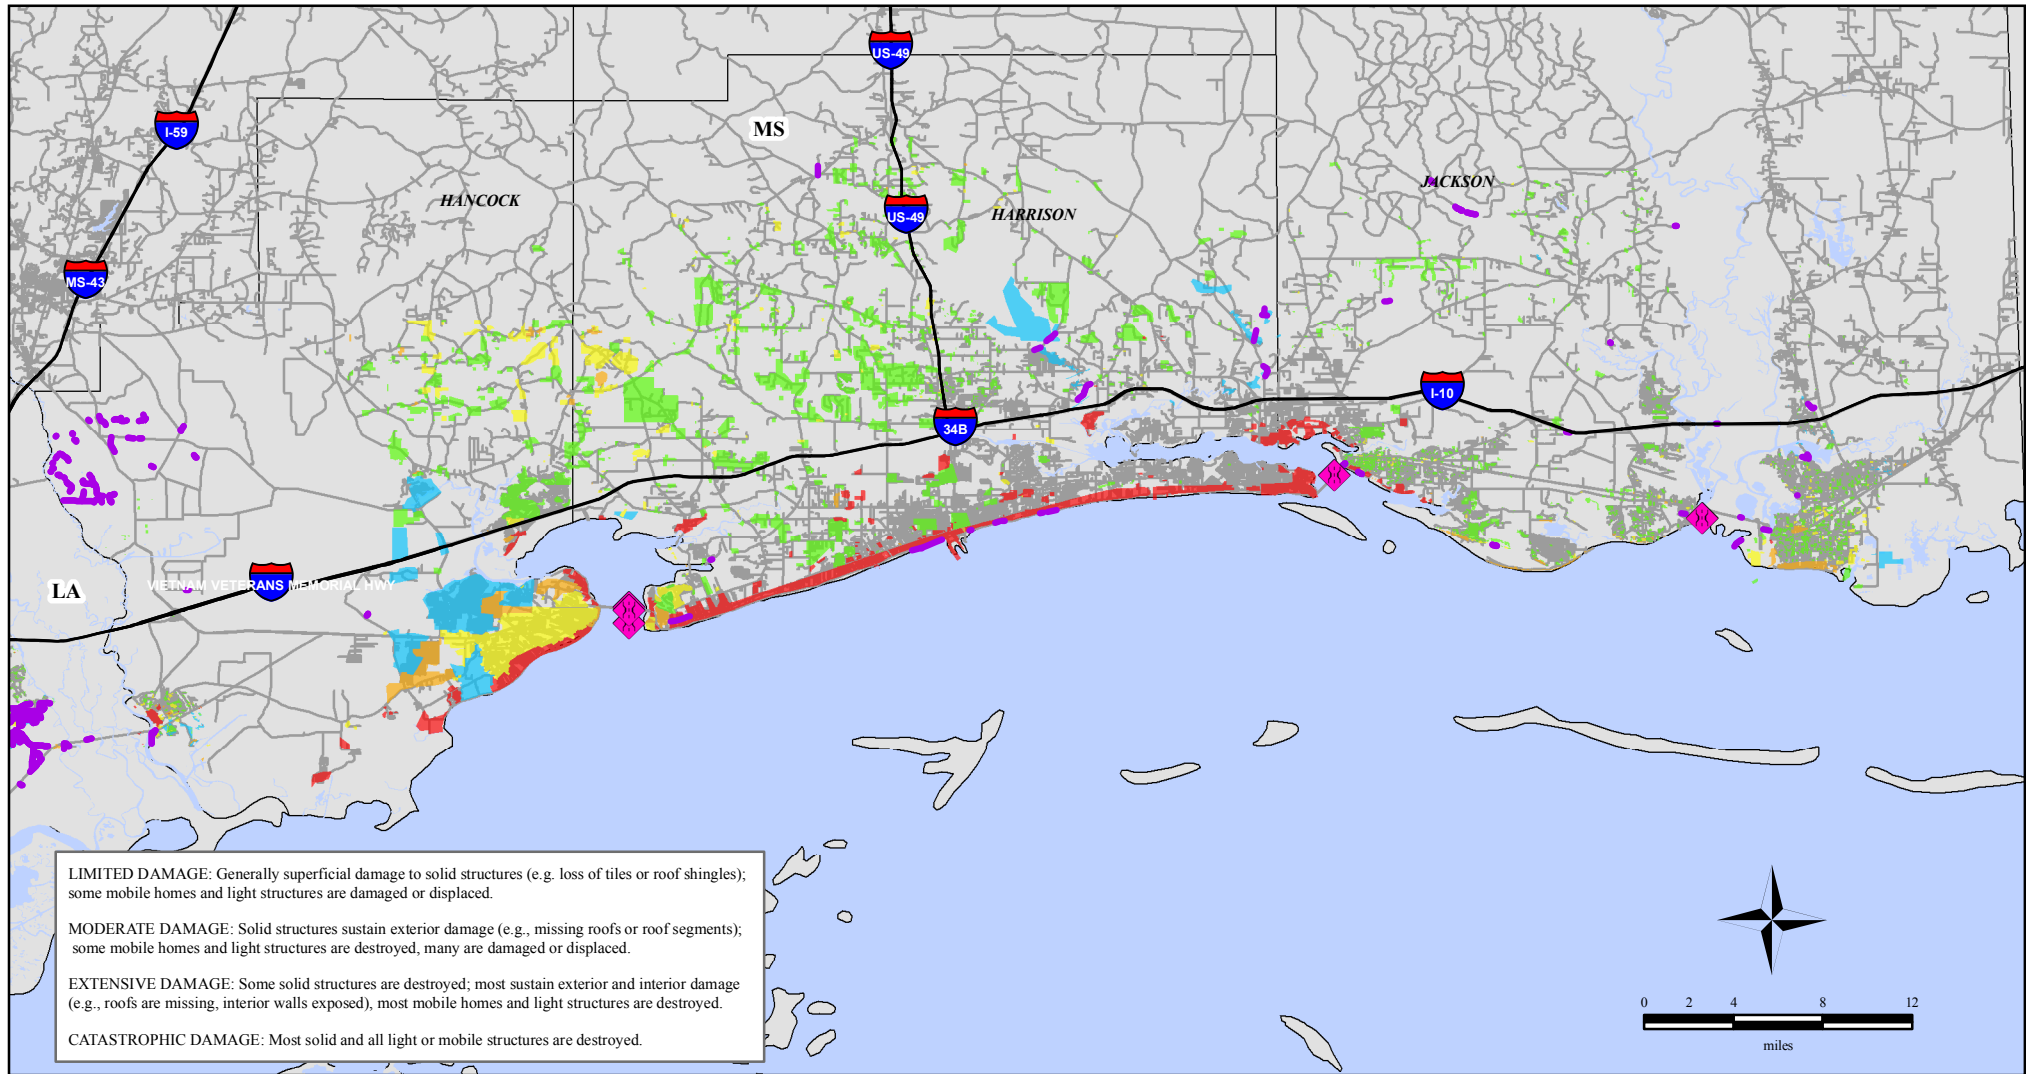 US-49
I-59
MS
HANCOCK
JACKSON
US-49
HARRISON
MS-43
I-10
34B
VIETNAM VETERANS MEMORIAL HWY
LA
LIMITED DAMAGE: Generally superficial damage to solid structures (e.g. loss of tiles or roof shingles);
some mobile homes and light structures are damaged or displaced.
MODERATE DAMAGE: Solid structures sustain exterior damage (e.g., missing roofs or roof segments);
some mobile homes and light structures are destroyed, many are damaged or displaced.
EXTENSIVE DAMAGE: Some solid structures are destroyed; most sustain exterior and interior damage
(e.g., roofs are missing, interior walls exposed), most mobile homes and light structures are destroyed.
CATASTROPHIC DAMAGE: Most solid and all light or mobile structures are destroyed.
0 2 4 8 12
miles